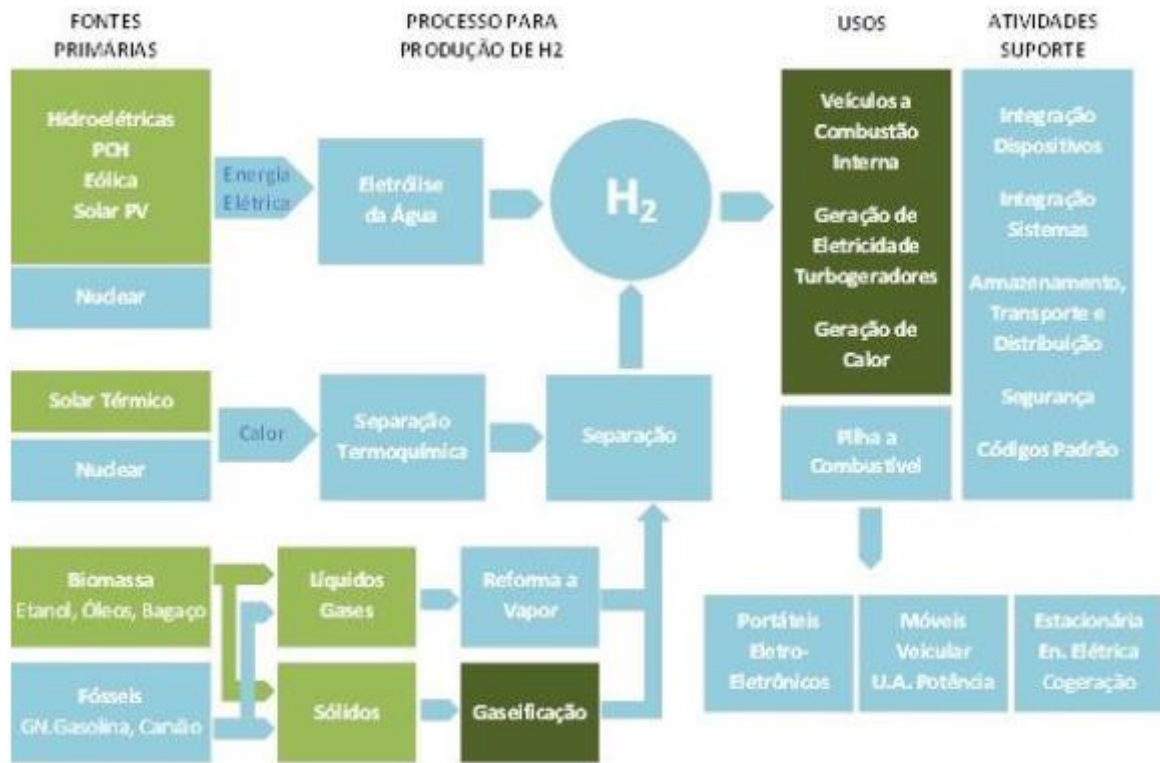 FONTES
PRIMÁRIAS
PROCESSO PARA
PRODUÇÃO DE H2
USOS
ATIVIDADES
SUPORTE
Hidroelétricas
PCH
Eólica
Solar PV
Nuclear
Energia
Elétrica
Eletrólise
da Água
H2
Veículos a
Combustão
Interna
Geração de
Eletricidade
Turbogeradores
Geração de
Calor
Pilha a
Combustível
Integração
Dispositivos
Integração
Sistemas
Armazenamento,
Transporte e
Distribuição
Segurança
Códigos Padrão
Solar Térmico
Nuclear
Calor
Separação
Termoquímica
Separação
Biomassa
Etanol, Óleos, Bagaço
Líquidos
Gases
Reforma a
Vapor
Fósseis
GN.Gasolina, Carvão
Sólidos
Gaseificação
Portáteis
Eletro-
Eletrônicos
Móveis
Veicular
U.A. Potência
Estacionária
En. Elétrica
Cogeração